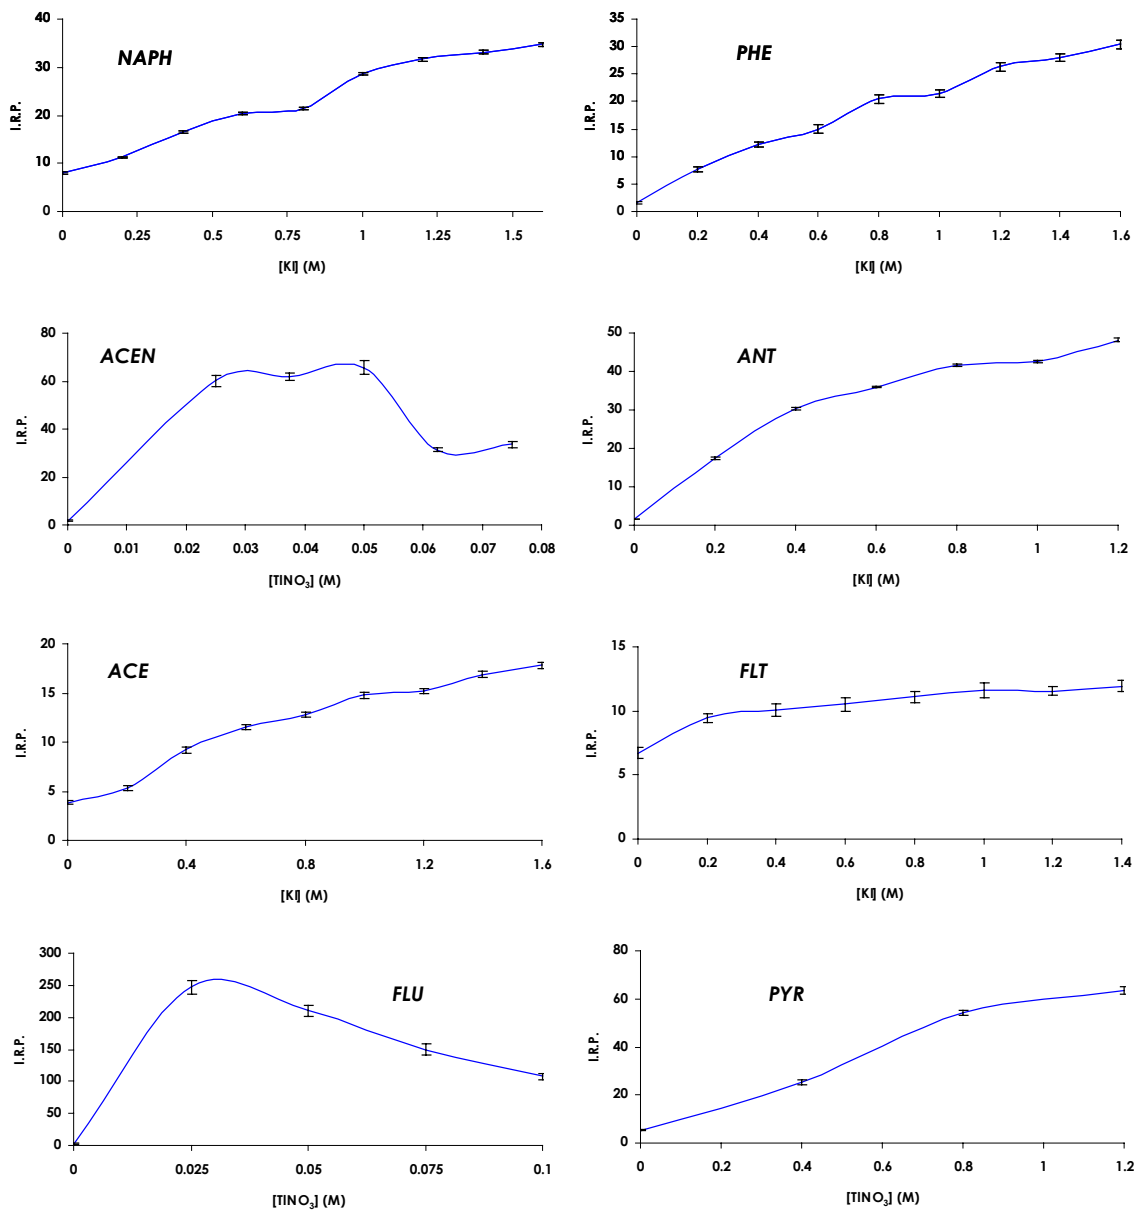 NAPH
I.R.P.
40
30
20
10
0
0 0.25 0.5 0.75 1 1.25 1.5
[KI] (M)
PHE
I.R.P.
35
30
25
20
15
10
5
0
0 0.2 0.4 0.6 0.8 1 1.2 1.4 1.6
[KI] (M)
ACEN
I.R.P.
80
60
40
20
0
0 0.01 0.02 0.03 0.04 0.05 0.06 0.07 0.08
[TlNO₃] (M)
ANT
I.R.P.
50
40
30
20
10
0
0 0.2 0.4 0.6 0.8 1 1.2
[KI] (M)
ACE
I.R.P.
20
15
10
5
0
0 0.4 0.8 1.2 1.6
[KI] (M)
FLT
I.R.P.
15
10
5
0
0 0.2 0.4 0.6 0.8 1 1.2 1.4
[KI] (M)
FLU
I.R.P.
300
250
200
150
100
50
0
0 0.025 0.05 0.075 0.1
[TlNO₃] (M)
PYR
I.R.P.
80
60
40
20
0
0 0.2 0.4 0.6 0.8 1 1.2
[TlNO₃] (M)